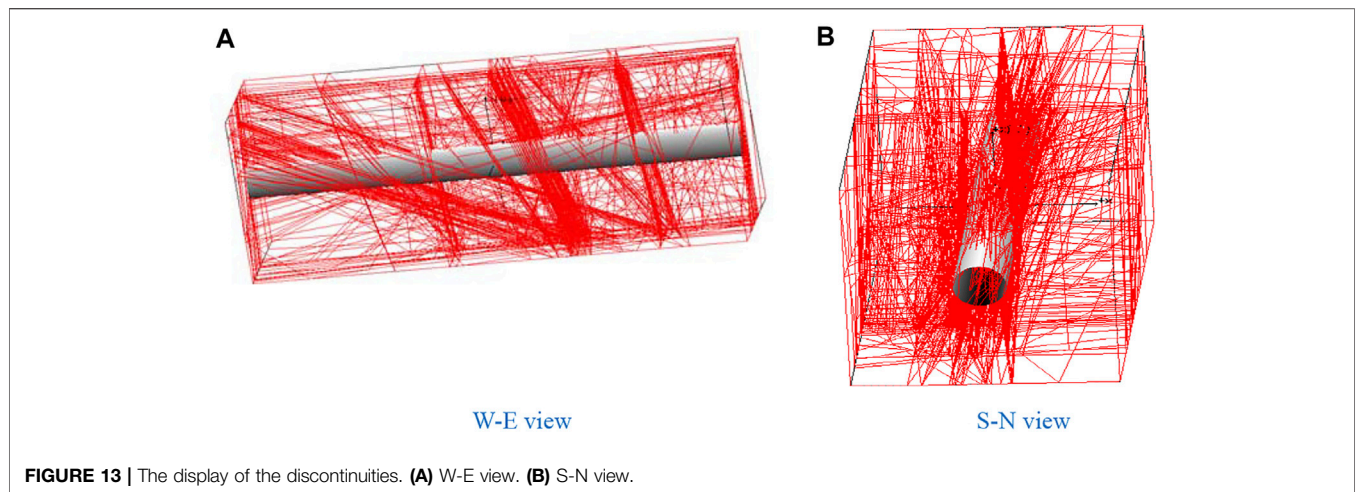 A
B
W-E view
S-N view
FIGURE 13 | The display of the discontinuities. (A) W-E view. (B) S-N view.